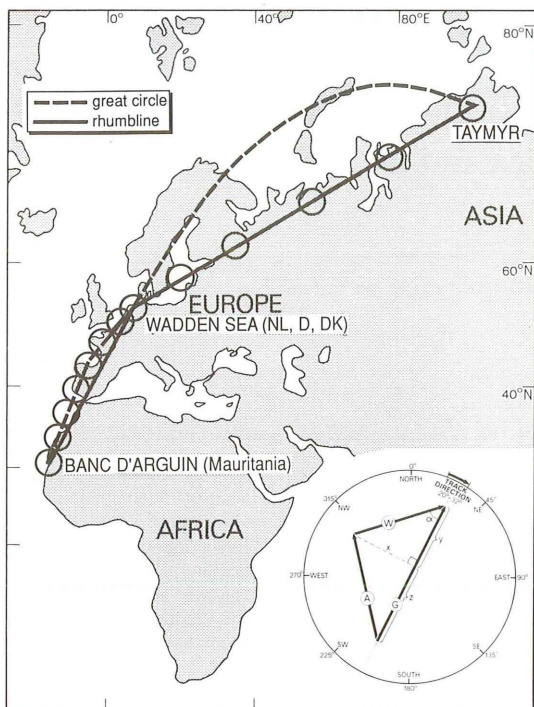 0°
40°
80°E
80°N
great circle
rhumbline
TAYMYR
ASIA
60°N
EUROPE
WADDEN SEA (NL, D, DK)
40°N
BANC D'ARGUIN (Mauritania)
AFRICA
0°
NORTH
TRACK
DIRECTION
20°-32°
315°
NW
45°
NE
W
α
x
y
270° WEST
EAST 90°
A
G
z
SW
225°
SE
135°
SOUTH
180°